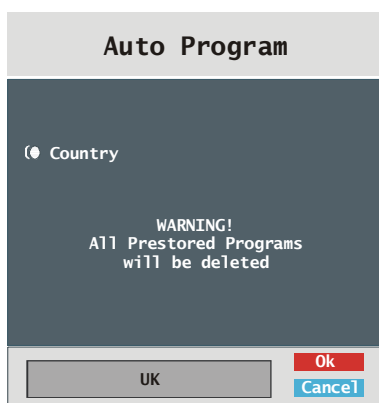 Auto Program
Country
WARNING!
All Prestored Programs
will be deleted
UK
Ok
Cancel